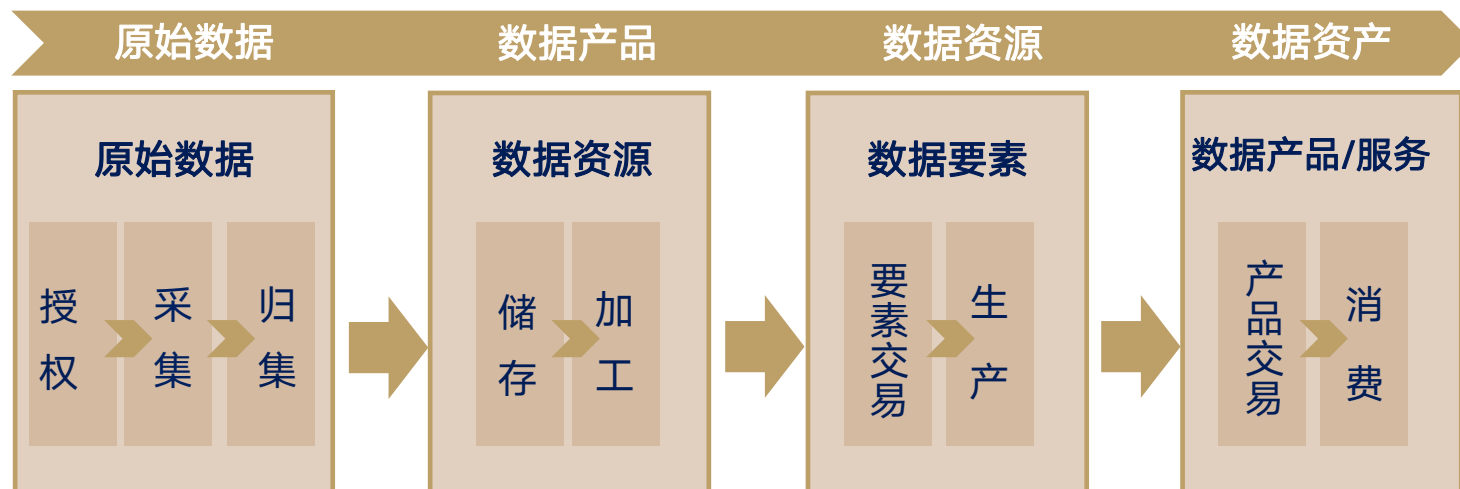 原始数据
数据产品
数据资源
数据资产
原始数据
授权
采集
归集
数据资源
储存
加工
数据要素
要素交易
生产
数据产品/服务
产品交易
消费